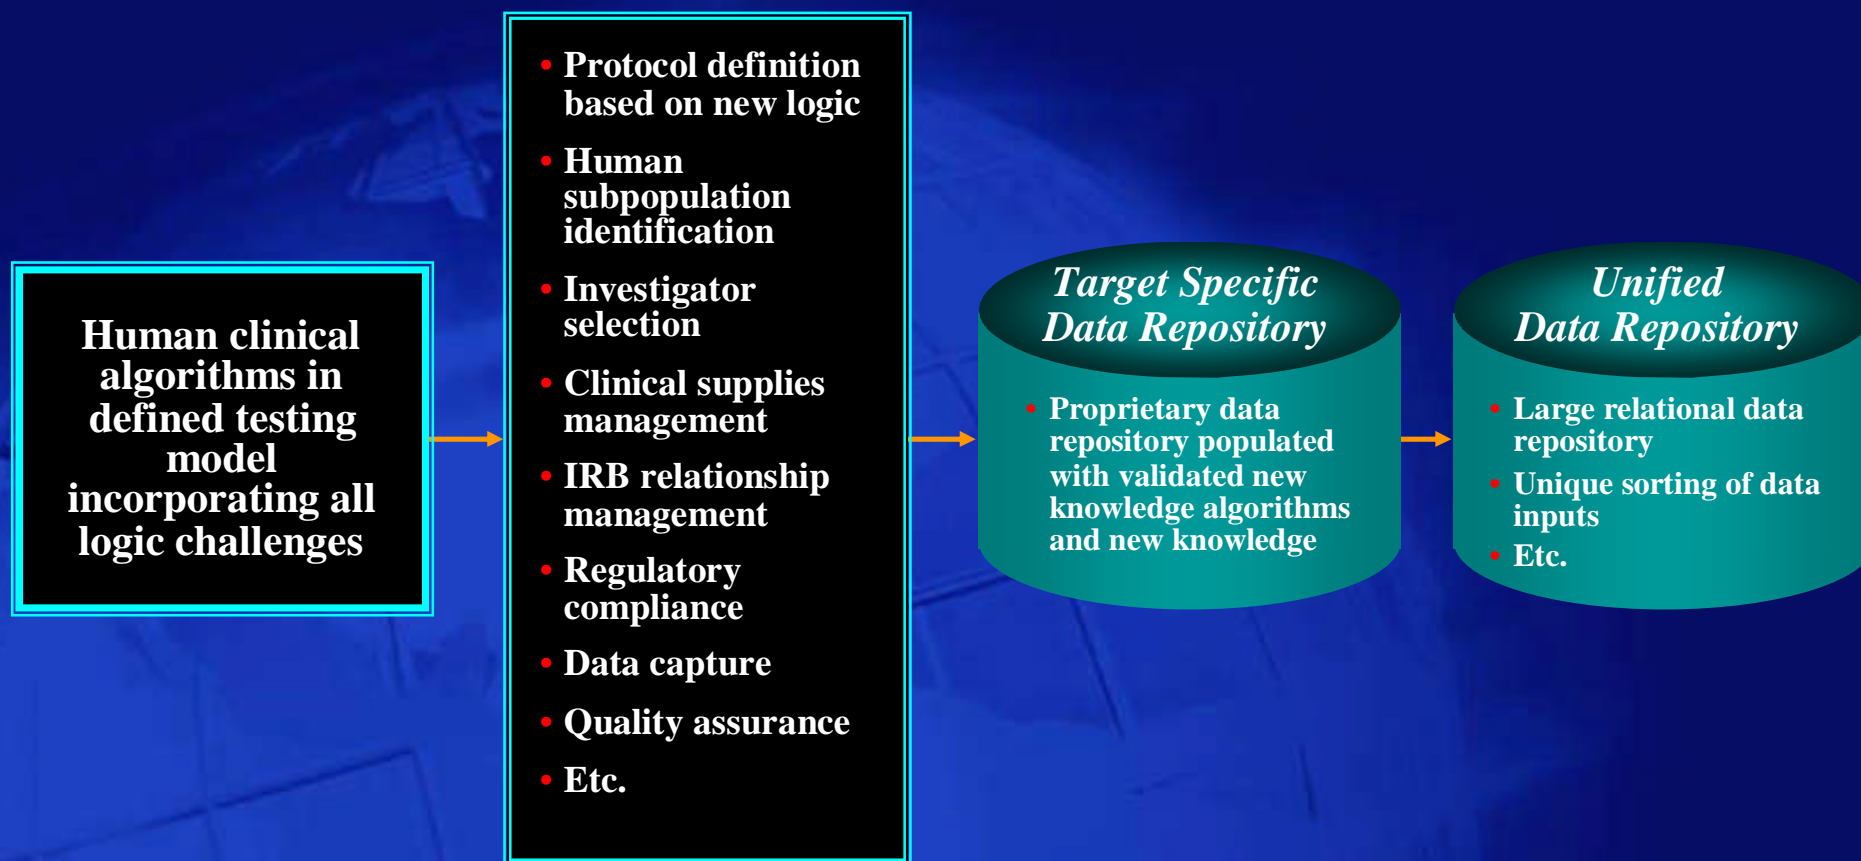 Human clinical
algorithms in
defined testing
model
incorporating all
logic challenges
• Protocol definition
based on new logic
• Human
subpopulation
identification
• Investigator
selection
• Clinical supplies
management
• IRB relationship
management
• Regulatory
compliance
• Data capture
• Quality assurance
• Etc.
Target Specific
Data Repository
• Proprietary data
repository populated
with validated new
knowledge algorithms
and new knowledge
Unified
Data Repository
• Large relational data
repository
• Unique sorting of data
inputs
• Etc.